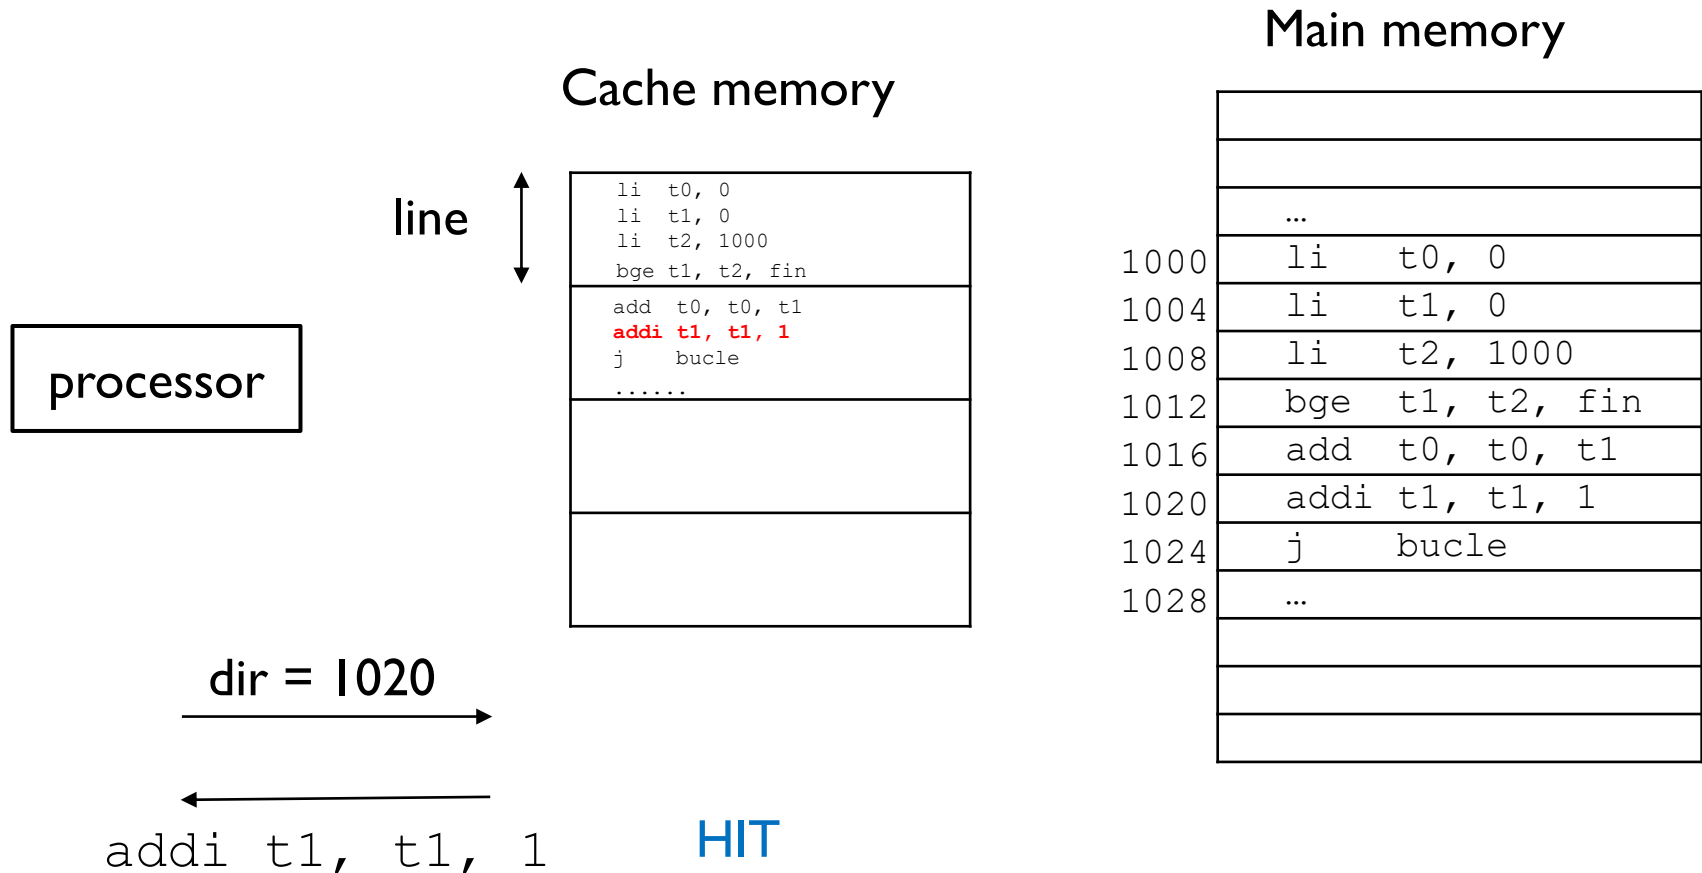 Main memory
Cache memory
line
li t0, 0
li t1, 0
li t2, 1000
bge t1, t2, fin
add t0, t0, t1
addi t1, t1, 1
j bucle
......
processor
…
1000 li t0, 0
1004 li t1, 0
1008 li t2, 1000
1012 bge t1, t2, fin
1016 add t0, t0, t1
1020 addi t1, t1, 1
1024 j bucle
1028 …
dir = 1020
addi t1, t1, 1
HIT